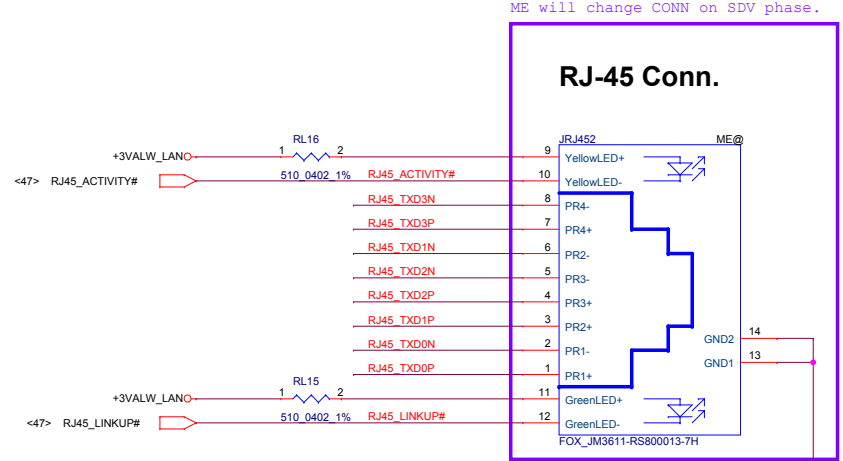 ME will change CONN on SDV phase.
RJ-45 Conn.
JRJ452 ME@
+3VALW_LAN 1 RL16 2 9 YellowLED+
<47> RJ45_ACTIVITY# 510_0402_1% RJ45_ACTIVITY# 10 YellowLED-
RJ45_TXD3N 8 PR4-
RJ45_TXD3P 7 PR4+
RJ45_TXD1N 6 PR2-
RJ45_TXD2N 5 PR3-
RJ45_TXD2P 4 PR3+
RJ45_TXD1P 3 PR2+
GND2 14
RJ45_TXD0N 2 PR1-
GND1 13
RJ45_TXD0P 1 PR1+
+3VALW_LAN 1 RL15 2 11 GreenLED+
<47> RJ45_LINKUP# 510_0402_1% RJ45_LINKUP# 12 GreenLED-
FOX_JM3611-RS800013-7H